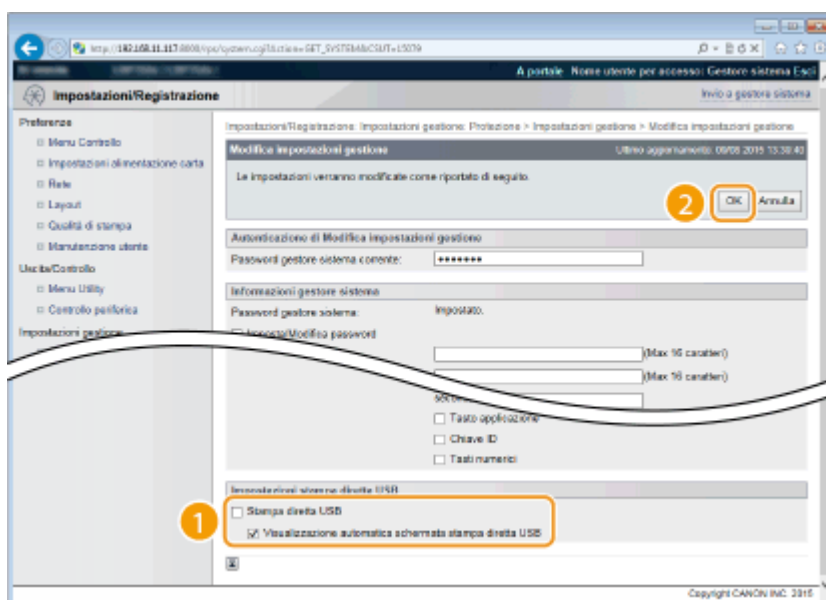 A portale Nome utente per accesso: Gestore sistema Esci
Impostazioni/Registrazione
Invio a gestore sistema
Preferenze
Menu Controllo
Impostazioni alimentazione carta
Rete
Layout
Qualità di stampa
Manutenzione utente
Uscita/Controllo
Menu Utility
Controllo periferica
Impostazioni gestione
Impostazioni/Registrazione: Impostazioni gestione: Protezione > Impostazioni gestione > Modifica impostazioni gestione
Modifica impostazioni gestione
Ultimo aggiornamento: 09/06 2015 13:30:40
Le impostazioni verranno modificate come riportato di seguito.
2
OK
Annulla
Autenticazione di Modifica impostazioni gestione
Password gestore sistema corrente:
Informazioni gestore sistema
Password gestore sistema: Impostato.
Imposta/Modifica password
(Max 16 caratteri)
(Max 16 caratteri)
Tasto applicazione
Chiave ID
Tasti numerici
Impostazioni stampa diretta USB
1
Stampa diretta USB
Visualizzazione automatica schermata stampa diretta USB
Copyright CANON INC. 2015